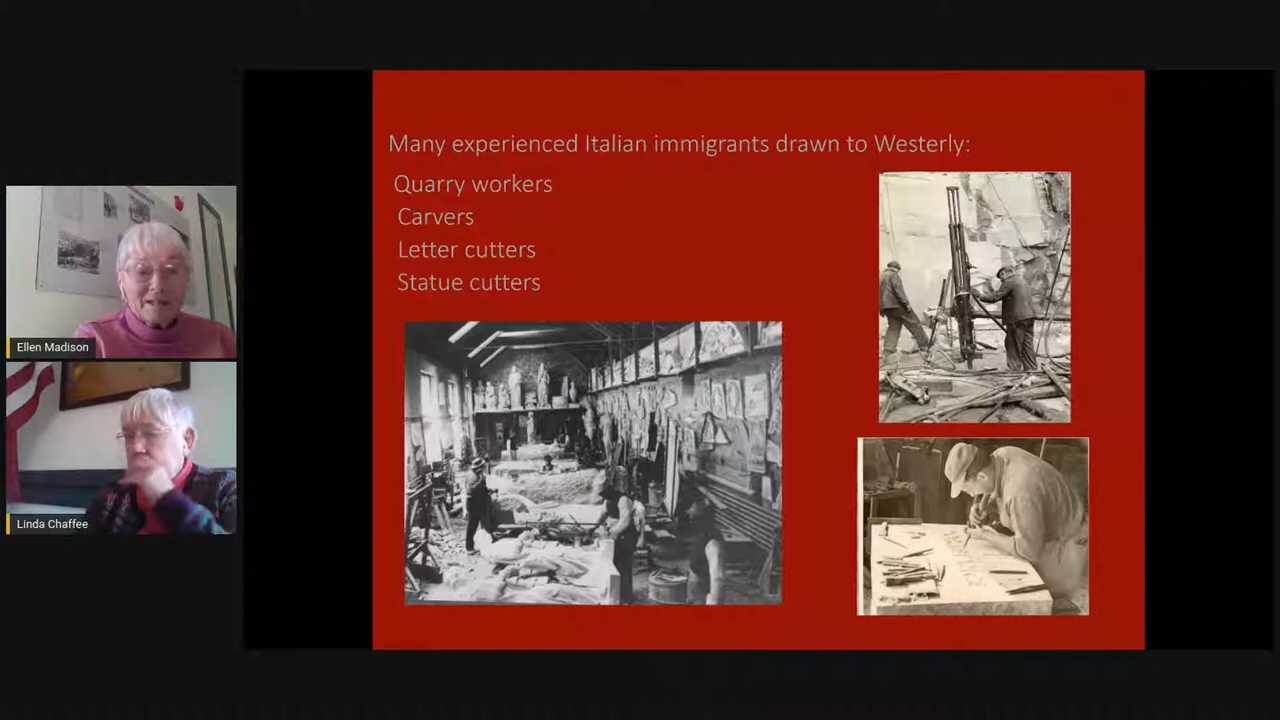 Many experienced Italian immigrants drawn to Westerly:
Quarry workers
Carvers
Letter cutters
Statue cutters
Ellen Madison
Linda Chaffee